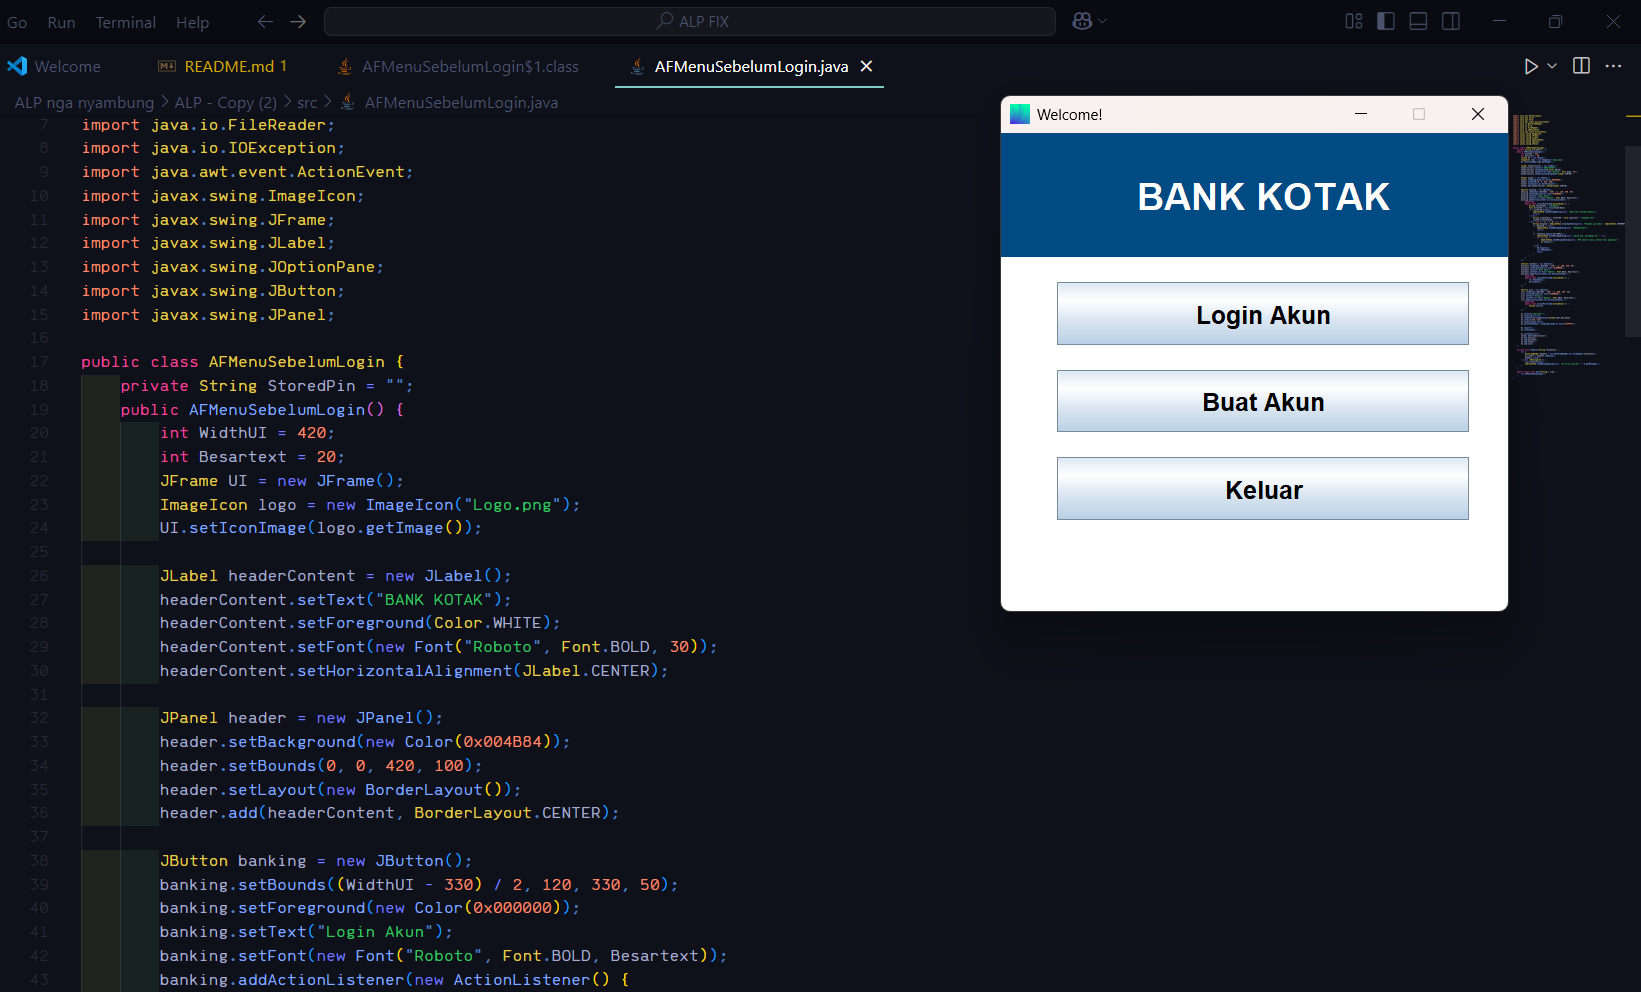 Go Run Terminal Help ALP FIX
Welcome README.md 1 AFMenuSebelumLogin$1.class AFMenuSebelumLogin.java
ALP nga nyambung > ALP - Copy (2) > src > AFMenuSebelumLogin.java
7 import java.io.FileReader;
8 import java.io.IOException;
9 import java.awt.event.ActionEvent;
10 import javax.swing.ImageIcon;
11 import javax.swing.JFrame;
12 import javax.swing.JLabel;
13 import javax.swing.JOptionPane;
14 import javax.swing.JButton;
15 import javax.swing.JPanel;
16
17 public class AFMenuSebelumLogin {
18 private String StoredPin = "";
19 public AFMenuSebelumLogin() {
20 int WidthUI = 420;
21 int Besartext = 20;
22 JFrame UI = new JFrame();
23 ImageIcon logo = new ImageIcon("Logo.png");
24 UI.setIconImage(logo.getImage());
25
26 JLabel headerContent = new JLabel();
27 headerContent.setText("BANK KOTAK");
28 headerContent.setForeground(Color.WHITE);
29 headerContent.setFont(new Font("Roboto", Font.BOLD, 30));
30 headerContent.setHorizontalAlignment(JLabel.CENTER);
31
32 JPanel header = new JPanel();
33 header.setBackground(new Color(0x004B84));
34 header.setBounds(0, 0, 420, 100);
35 header.setLayout(new BorderLayout());
36 header.add(headerContent, BorderLayout.CENTER);
37
38 JButton banking = new JButton();
39 banking.setBounds((WidthUI - 330) / 2, 120, 330, 50);
40 banking.setForeground(new Color(0x000000));
41 banking.setText("Login Akun");
42 banking.setFont(new Font("Roboto", Font.BOLD, Besartext));
43 banking.addActionListener(new ActionListener() {
Welcome!
BANK KOTAK
Login Akun
Buat Akun
Keluar